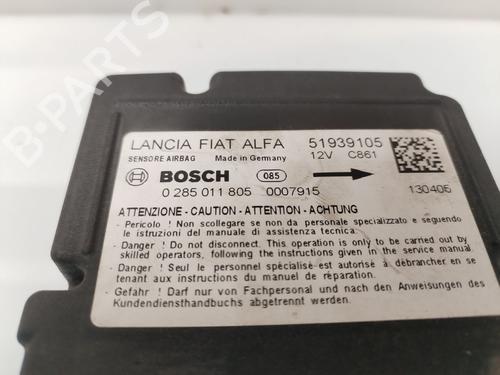 LANCIA FIAT ALFA 51939105
SENSORE AIRBAG Made in Germany 12V C861
BOSCH 085
0 285 011 805 0007915 130406
ATTENZIONE - CAUTION - ATTENTION - ACHTUNG
- Pericolo ! Non scollegare se non da personale specializzato e seguendo
le istruzioni del manuale di assistenza tecnica.
- Danger ! Do not disconnect. This operation is only to be carried out by
skilled operators, following the instructions given in the service manual
- Danger ! Seul le personnel spécialisé est autorisé à débrancher en se
tenant aux instructions du manuel de réparation.
- Gefahr ! Darf nur von Fachpersonal und nach den Anweisungen des
Kundendiensthandbuchs abgetrennt werden.
B-PARTS